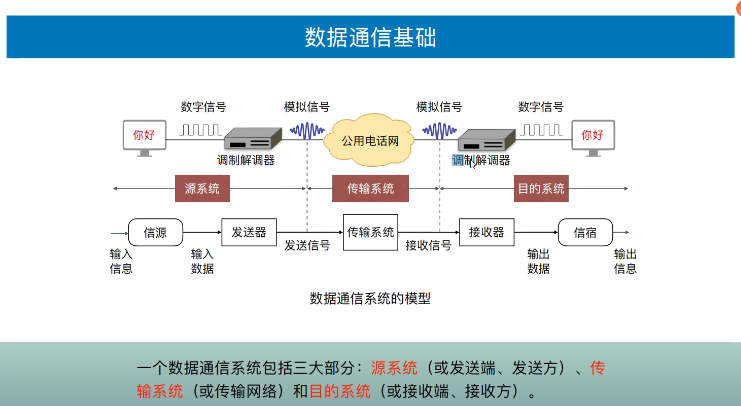 数据通信基础
数字信号
模拟信号
模拟信号
数字信号
你好
公用电话网
你好
调制解调器
调制解调器
源系统
传输系统
目的系统
信源
发送器
传输系统
接收器
信宿
输入
信息
输入
数据
发送信号
接收信号
输出
数据
输出
信息
数据通信系统的模型
一个数据通信系统包括三大部分：源系统（或发送端、发送方）、传
输系统（或传输网络）和目的系统（或接收端、接收方）。